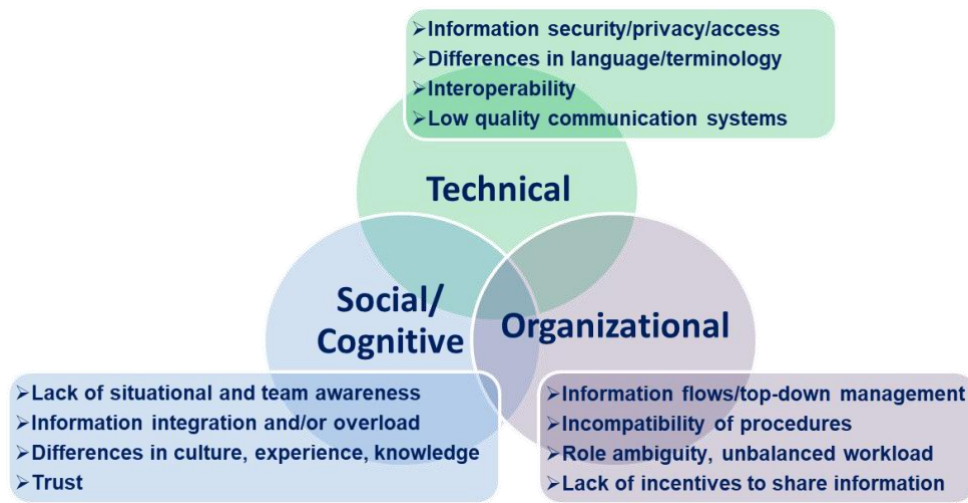 ➢Information security/privacy/access
➢Differences in language/terminology
➢Interoperability
➢Low quality communication systems
Technical
Social/
Cognitive
Organizational
➢Lack of situational and team awareness
➢Information integration and/or overload
➢Differences in culture, experience, knowledge
➢Trust
➢Information flows/top-down management
➢Incompatibility of procedures
➢Role ambiguity, unbalanced workload
➢Lack of incentives to share information